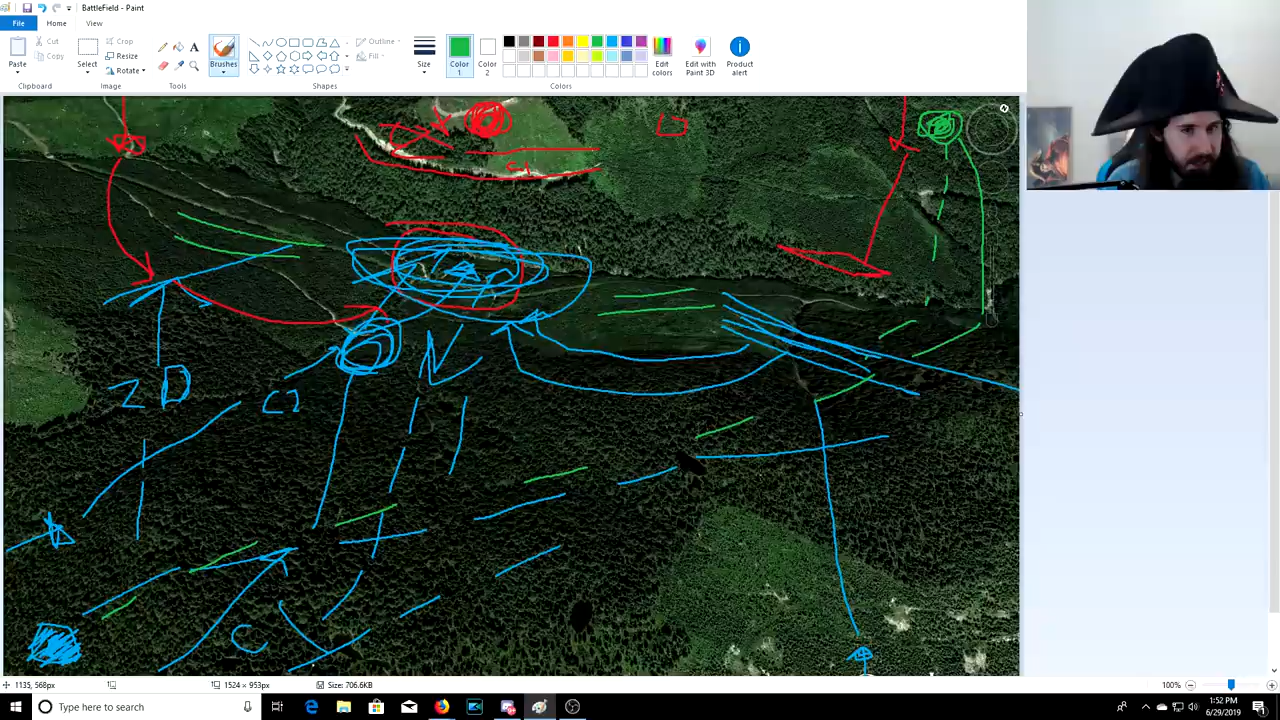 BattleField - Paint
File
Home
View
Paste
Cut
Copy
Clipboard
Select
Crop
Resize
Rotate
Image
Tools
Brushes
Shapes
Outline
Fill
Size
Color 1
Color 2
Edit colors
Edit with Paint 3D
Product alert
Colors
C1
N
2D
C2
C
1135, 568px
1524 × 953px
Size: 706.6KB
100%
Type here to search
1:52 PM
6/29/2019
1